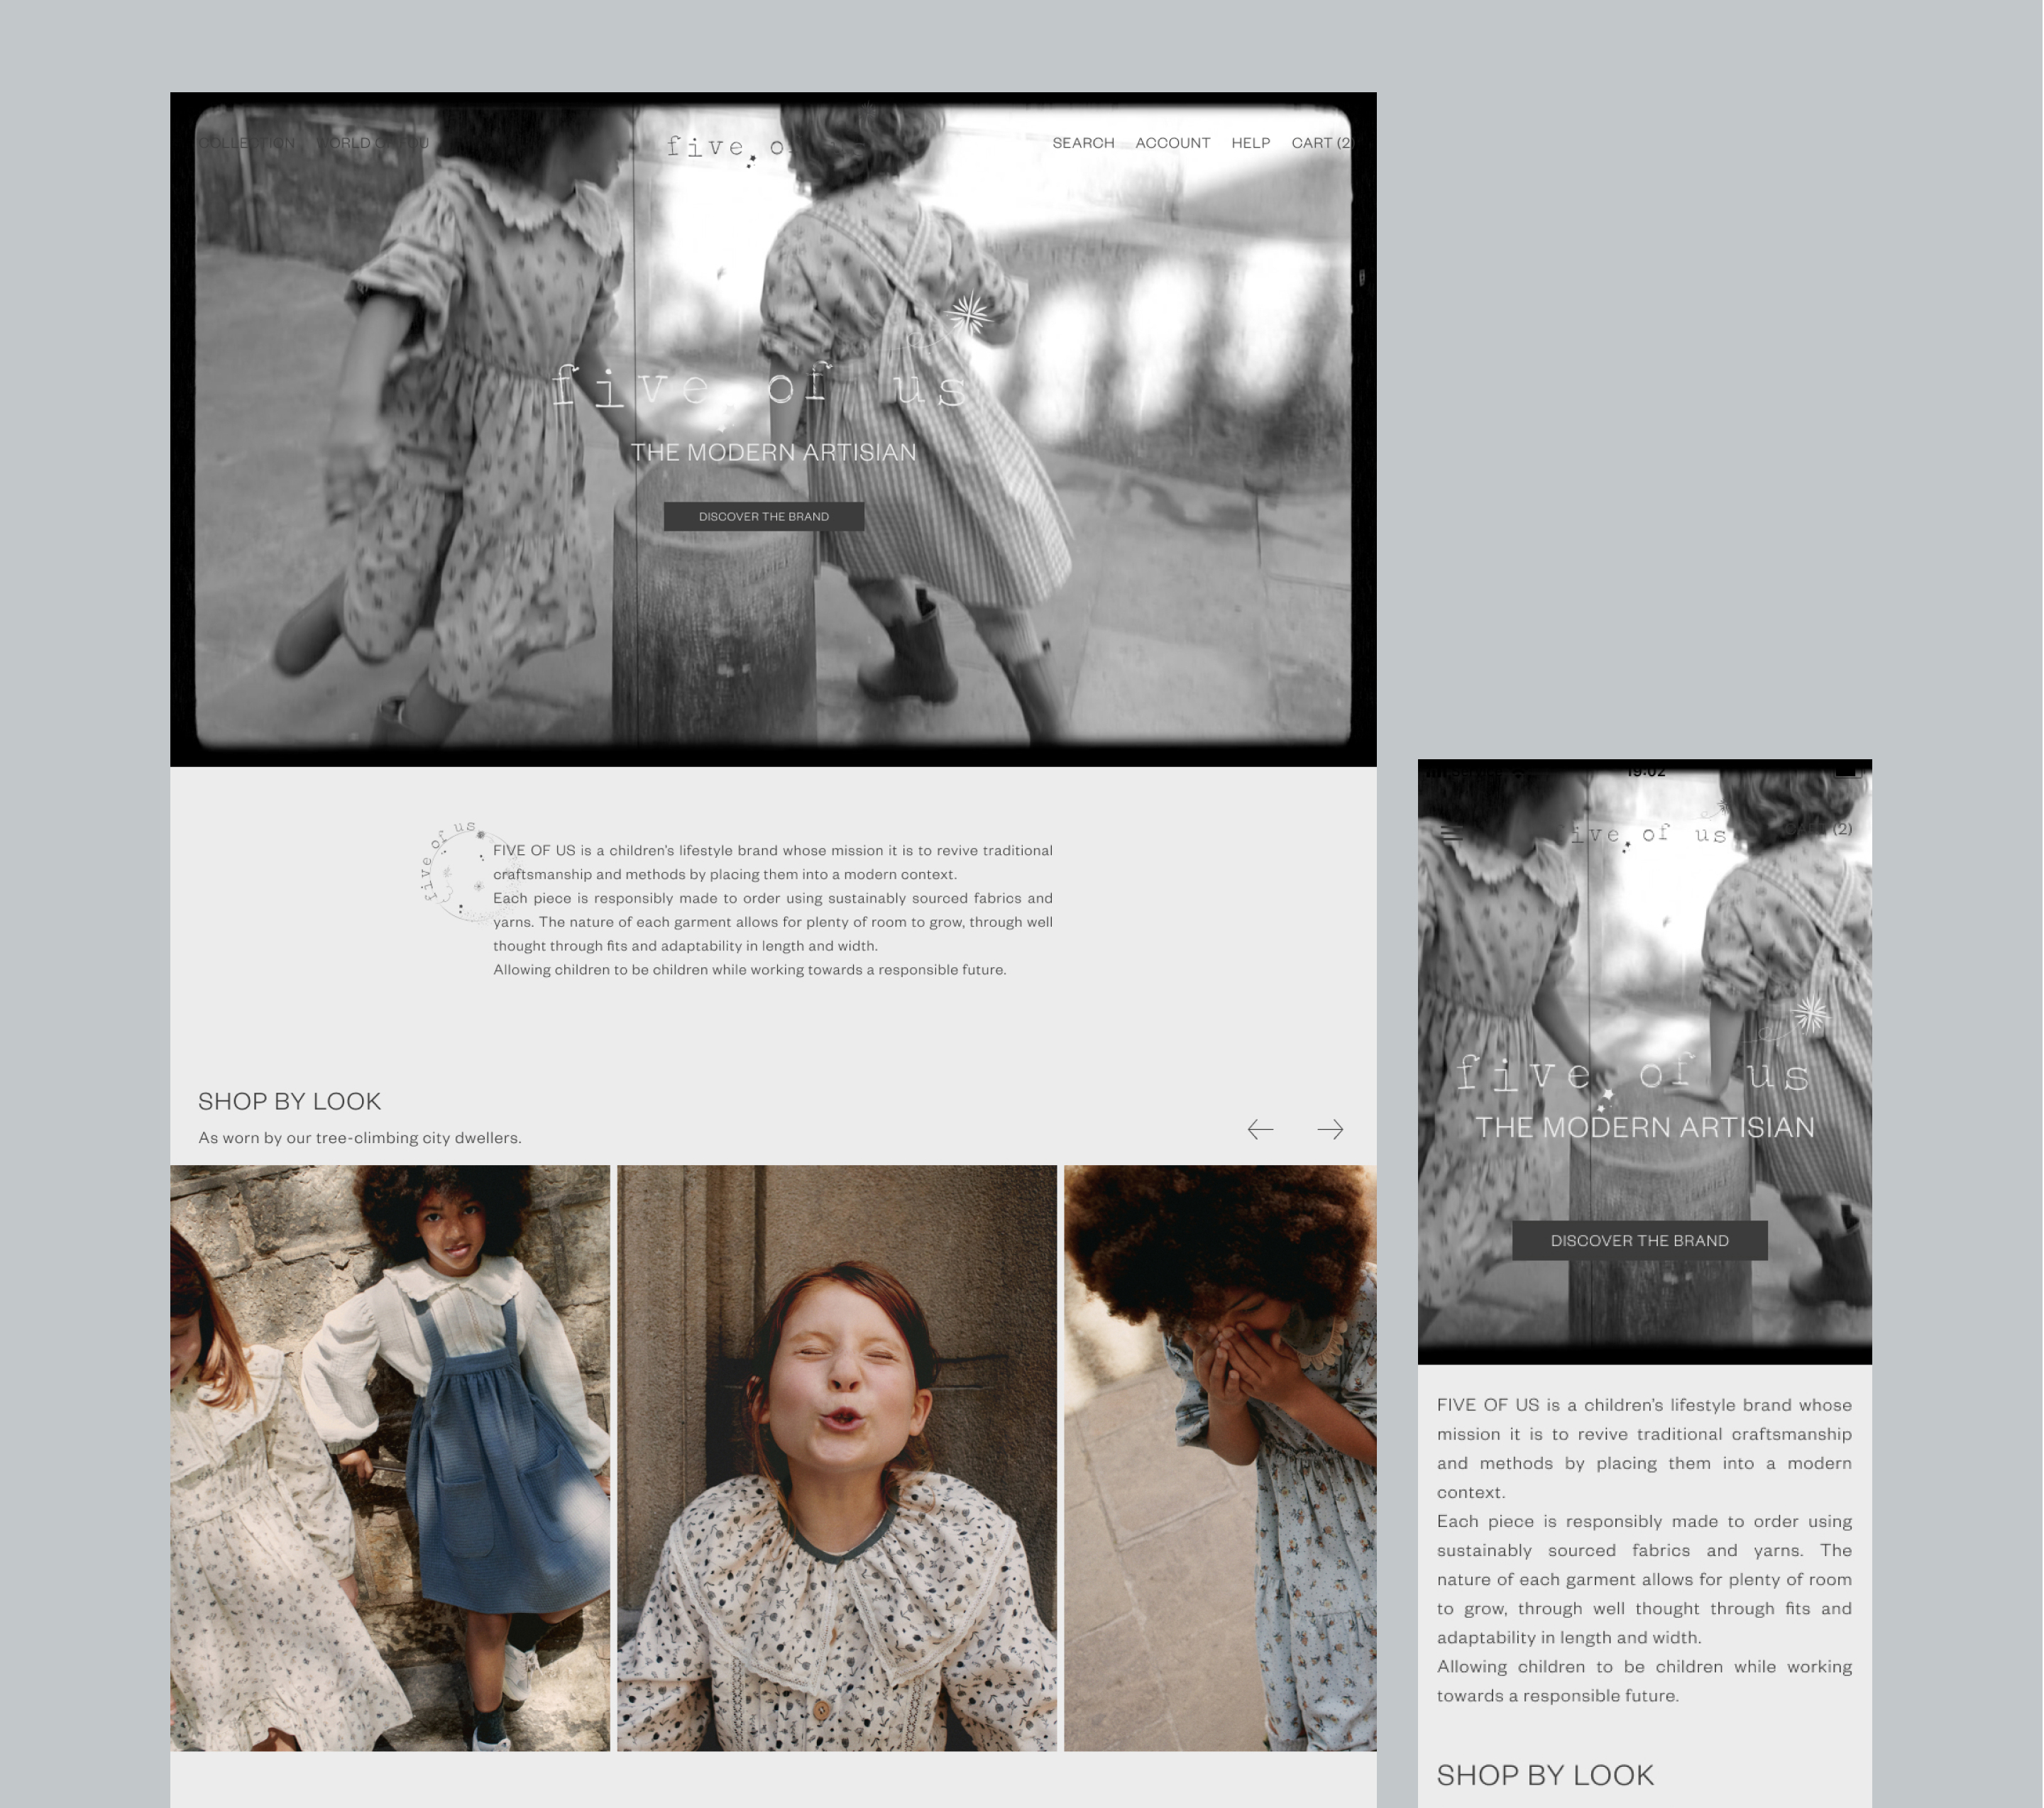 COLLECTION WORLD OF FOU
five of
SEARCH ACCOUNT HELP CART (2)
five of us
THE MODERN ARTISIAN
DISCOVER THE BRAND
five of us
FIVE OF US is a children's lifestyle brand whose mission it is to revive traditional
craftsmanship and methods by placing them into a modern context.
Each piece is responsibly made to order using sustainably sourced fabrics and
yarns. The nature of each garment allows for plenty of room to grow, through well
thought through fits and adaptability in length and width.
Allowing children to be children while working towards a responsible future.
SHOP BY LOOK
As worn by our tree-climbing city dwellers.
19:02
five of us
(2)
five of us
THE MODERN ARTISIAN
DISCOVER THE BRAND
FIVE OF US is a children's lifestyle brand whose
mission it is to revive traditional craftsmanship
and methods by placing them into a modern
context.
Each piece is responsibly made to order using
sustainably sourced fabrics and yarns. The
nature of each garment allows for plenty of room
to grow, through well thought through fits and
adaptability in length and width.
Allowing children to be children while working
towards a responsible future.
SHOP BY LOOK